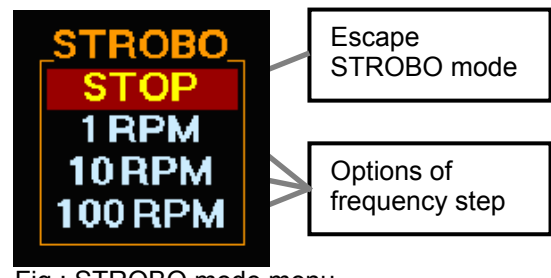 STROBO
STOP
1 RPM
10 RPM
100 RPM
Escape
STROBO mode
Options of
frequency step
Fig.: STROBO mode menu